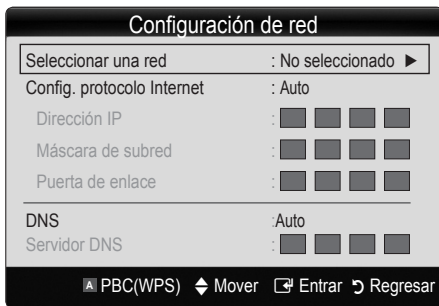 Configuración de red
Seleccionar una red : No seleccionado ►
Config. protocolo Internet : Auto
Dirección IP :
Máscara de subred :
Puerta de enlace :
DNS :Auto
Servidor DNS :
A PBC(WPS) Mover Entrar Regresar